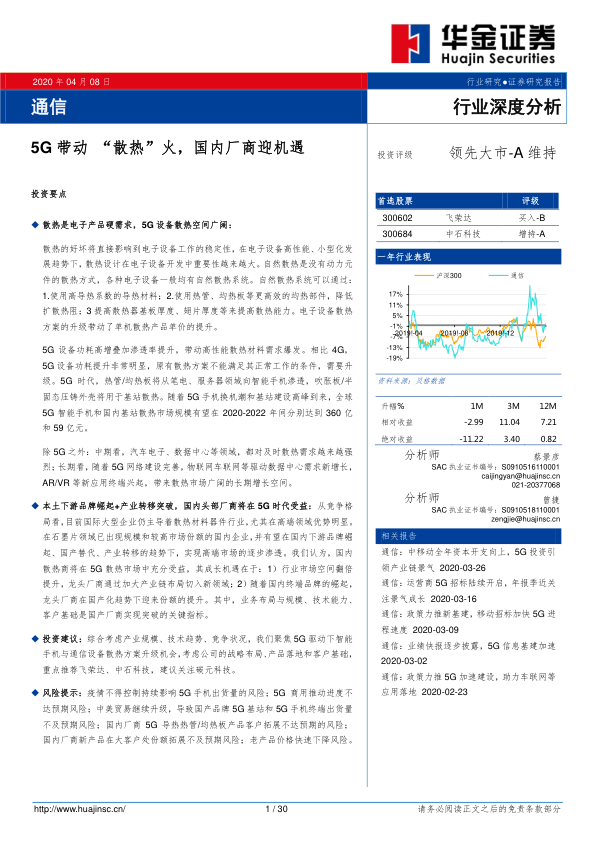 华金证券
Huajin Securities
2020 年 04 月 08 日
行业研究●证券研究报告
通信
行业深度分析
5G 带动 “散热”火，国内厂商迎机遇
投资要点
散热是电子产品硬需求，5G 设备散热空间广阔：
散热的好坏将直接影响到电子设备工作的稳定性，在电子设备高性能、小型化发
展趋势下，散热设计在电子设备开发中重要性越来越大。自然散热是没有动力元
件的散热方式，各种电子设备一般均有自然散热系统。自然散热系统可以通过：
1.使用高导热系数的导热材料；2.使用热管、均热板等更高效的均热部件，降低
扩散热阻；3 提高散热器基板厚度、翅片厚度等来提高散热能力。电子设备散热
方案的升级带动了单机散热产品单价的提升。
5G 设备功耗高增叠加渗透率提升，带动高性能散热材料需求爆发。相比 4G，
5G 设备功耗提升非常明显，原有散热方案不能满足其正常工作的条件，需要升
级。5G 时代，热管/均热板将从笔电、服务器领域向智能手机渗透，吹胀板/半
固态压铸外壳将用于基站散热。随着 5G 手机换机潮和基站建设高峰到来，全球
5G 智能手机和国内基站散热市场规模有望在 2020-2022 年间分别达到 360 亿
和 59 亿元。
除 5G 之外：中期看，汽车电子、数据中心等领域，都对及时散热需求越来越强
烈；长期看，随着 5G 网络建设完善，物联网车联网等驱动数据中心需求新增长，
AR/VR 等新应用终端兴起，带来散热市场广阔的长期增长空间。
本土下游品牌崛起+产业转移突破，国内头部厂商将在 5G 时代受益：从竞争格
局看，目前国际大型企业仍主导着散热材料器件行业，尤其在高端领域优势明显。
在石墨片领域已出现规模和较高市场份额的国内企业，并有望在国内下游品牌崛
起、国产替代、产业转移的趋势下，实现高端市场的逐步渗透。我们认为，国内
散热商将在 5G 散热市场中充分受益，其成长机遇在于：1）行业市场空间翻倍
提升，龙头厂商通过加大产业链布局切入新领域；2）随着国内终端品牌的崛起，
龙头厂商在国产化趋势下迎来份额的提升。其中，业务布局与规模、技术能力、
客户基础是国产厂商实现突破的关键指标。
投资建议：综合考虑产业规模、技术趋势、竞争状况，我们聚焦 5G 驱动下智能
手机与通信设备散热方案升级机会，考虑公司的战略布局、产品落地和客户基础，
重点推荐飞荣达、中石科技，建议关注碳元科技。
风险提示：疫情不得控制持续影响 5G 手机出货量的风险；5G 商用推动进度不
达预期风险；中美贸易继续升级，导致国产品牌 5G 基站和 5G 手机终端出货量
不及预期风险；国内厂商 5G 导热热管/均热板产品客户拓展不达预期的风险；
国内厂商新产品在大客户处份额拓展不及预期风险；老产品价格快速下降风险。
投资评级 领先大市-A 维持
首选股票 评级
300602 飞荣达 买入-B
300684 中石科技 增持-A
一年行业表现
沪深300 通信
17%
11%
5%
-1%
-7%
-13%
-19%
2019!-04 2019!-08 2019!-12
资料来源：贝格数据
升幅% 1M 3M 12M
相对收益 -2.99 11.04 7.21
绝对收益 -11.22 3.40 0.82
分析师 蔡景彦
SAC 执业证书编号：S0910516110001
caijingyan@huajinsc.cn
021-20377068
分析师 曾捷
SAC 执业证书编号：S0910518110001
zengjie@huajinsc.cn
相关报告
通信：中移动全年资本开支向上，5G 投资引
领产业链景气 2020-03-26
通信：运营商 5G 招标陆续开启，年报季近关
注景气成长 2020-03-16
通信：政策力推新基建，移动招标加快 5G 进
程速度 2020-03-09
通信：业绩快报逐步披露，5G 信息基建加速
2020-03-02
通信：政策力推 5G 加速建设，助力车联网等
应用落地 2020-02-23
http://www.huajinsc.cn/
1 / 30
请务必阅读正文之后的免责条款部分